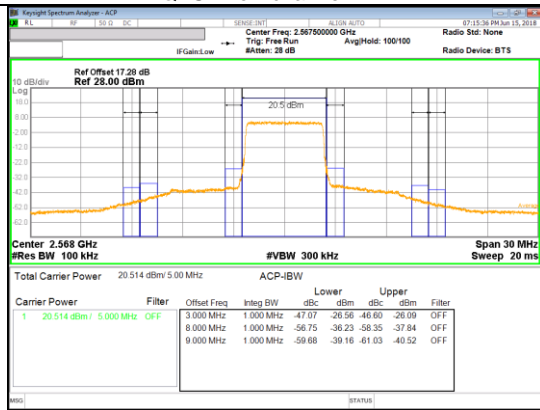 Keysight Spectrum Analyzer - ACP
RL RF 50 Ω DC SENSE:INT ALIGN AUTO 07:15:36 PM Jun 15, 2018
Center Freq: 2.567500000 GHz Radio Std: None
Trig: Free Run Avg|Hold: 100/100
IFGain:Low #Atten: 28 dB Radio Device: BTS
Ref Offset 17.28 dB
10 dB/div Ref 28.00 dBm
Log
18.0
8.00
-2.00
-12.0
-22.0
-32.0
-42.0
-52.0
-62.0
20.5 dBm
Average
Center 2.568 GHz Span 30 MHz
#Res BW 100 kHz #VBW 300 kHz Sweep 20 ms
Total Carrier Power 20.514 dBm/ 5.00 MHz ACP-IBW
Lower Upper
Carrier Power Filter Offset Freq Integ BW dBc dBm dBc dBm Filter
1 20.514 dBm / 5.000 MHz OFF 3.000 MHz 1.000 MHz -47.07 -26.56 -46.60 -26.09 OFF
8.000 MHz 1.000 MHz -56.75 -36.23 -58.35 -37.84 OFF
9.000 MHz 1.000 MHz -59.68 -39.16 -61.03 -40.52 OFF
MSG STATUS